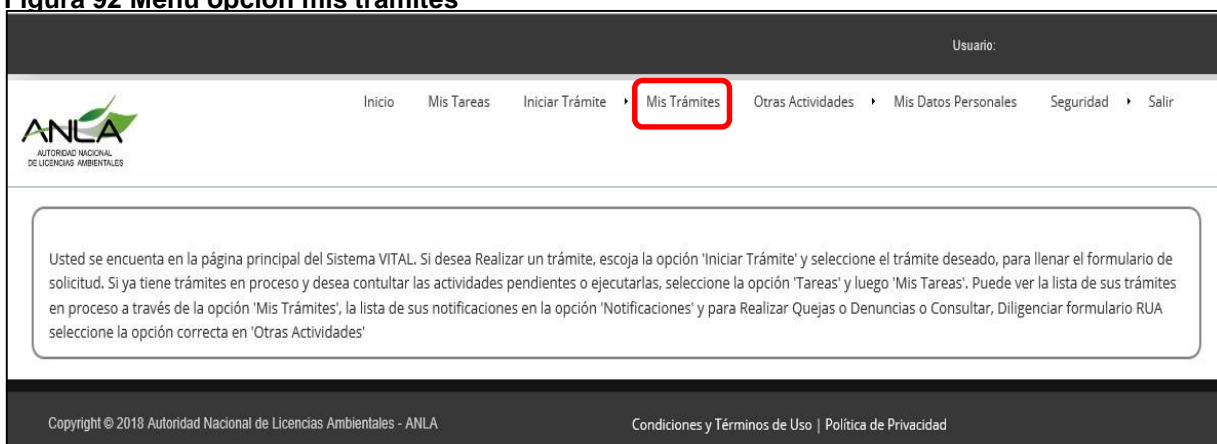 Figura 92 Menú opción mis trámites
Usuario:
Inicio Mis Tareas Iniciar Trámite Mis Trámites Otras Actividades Mis Datos Personales Seguridad Salir
ANLA
AUTORIDAD NACIONAL
DE LICENCIAS AMBIENTALES
Usted se encuenta en la página principal del Sistema VITAL. Si desea Realizar un trámite, escoja la opción 'Iniciar Trámite' y seleccione el trámite deseado, para llenar el formulario de
solicitud. Si ya tiene trámites en proceso y desea contultar las actividades pendientes o ejecutarlas, seleccione la opción 'Tareas' y luego 'Mis Tareas'. Puede ver la lista de sus trámites
en proceso a través de la opción 'Mis Trámites', la lista de sus notificaciones en la opción 'Notificaciones' y para Realizar Quejas o Denuncias o Consultar, Diligenciar formulario RUA
seleccione la opción correcta en 'Otras Actividades'
Copyright © 2018 Autoridad Nacional de Licencias Ambientales - ANLA Condiciones y Términos de Uso | Política de Privacidad